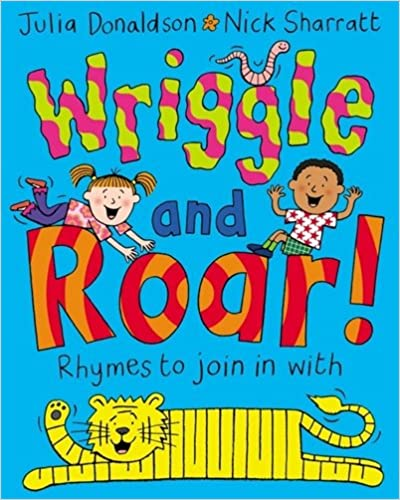 Julia Donaldson Nick Sharratt
Wriggle
and
Roar!
Rhymes to join in with